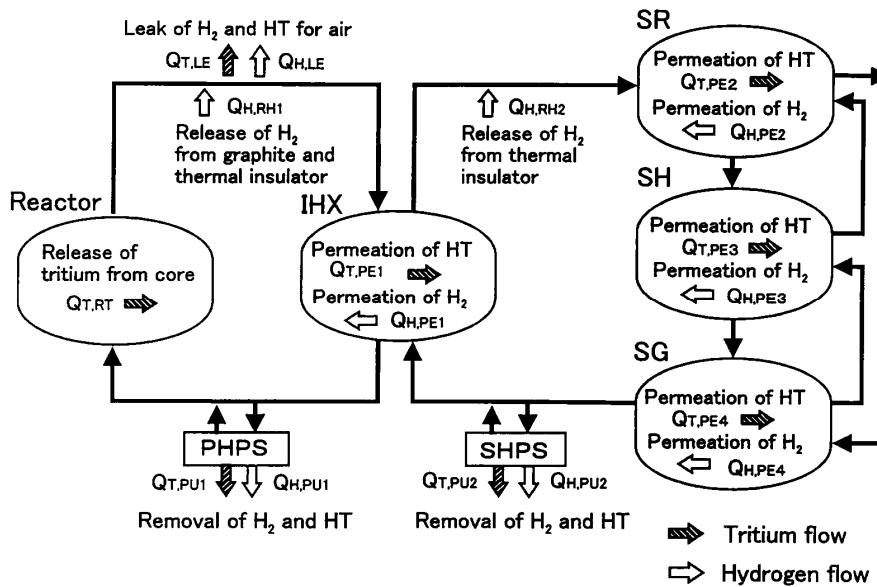 Leak of H2 and HT for air
QT,LE
QH,LE
QH,RH1
Release of H2
from graphite and
thermal insulator
QH,RH2
Release of H2
from thermal
insulator
SR
Permeation of HT
QT,PE2
Permeation of H2
QH,PE2
Reactor
Release of
tritium from core
QT,RT
IHX
Permeation of HT
QT,PE1
Permeation of H2
QH,PE1
SH
Permeation of HT
QT,PE3
Permeation of H2
QH,PE3
SG
Permeation of HT
QT,PE4
Permeation of H2
QH,PE4
PHPS
QT,PU1
QH,PU1
Removal of H2 and HT
SHPS
QT,PU2
QH,PU2
Removal of H2 and HT
Tritium flow
Hydrogen flow